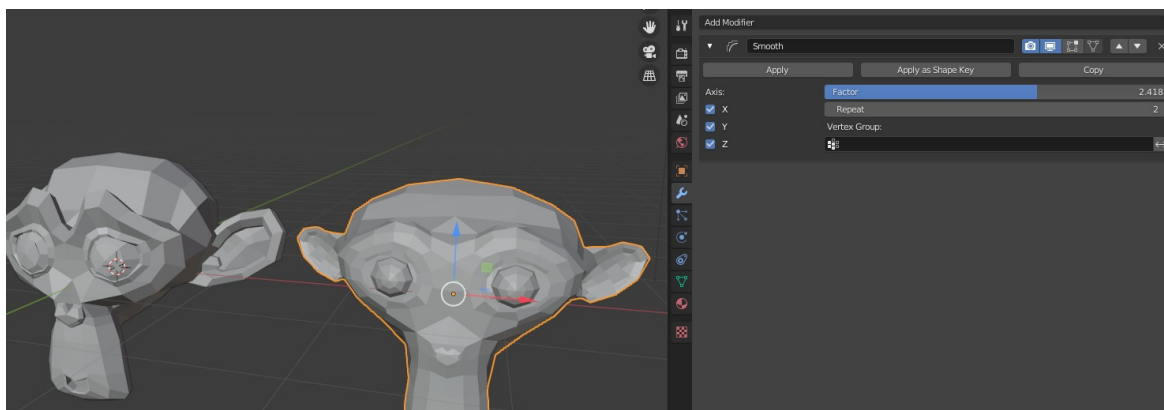 Add Modifier
Smooth
Apply Apply as Shape Key Copy
Axis: Factor 2.418
X Repeat 2
Y Vertex Group:
Z